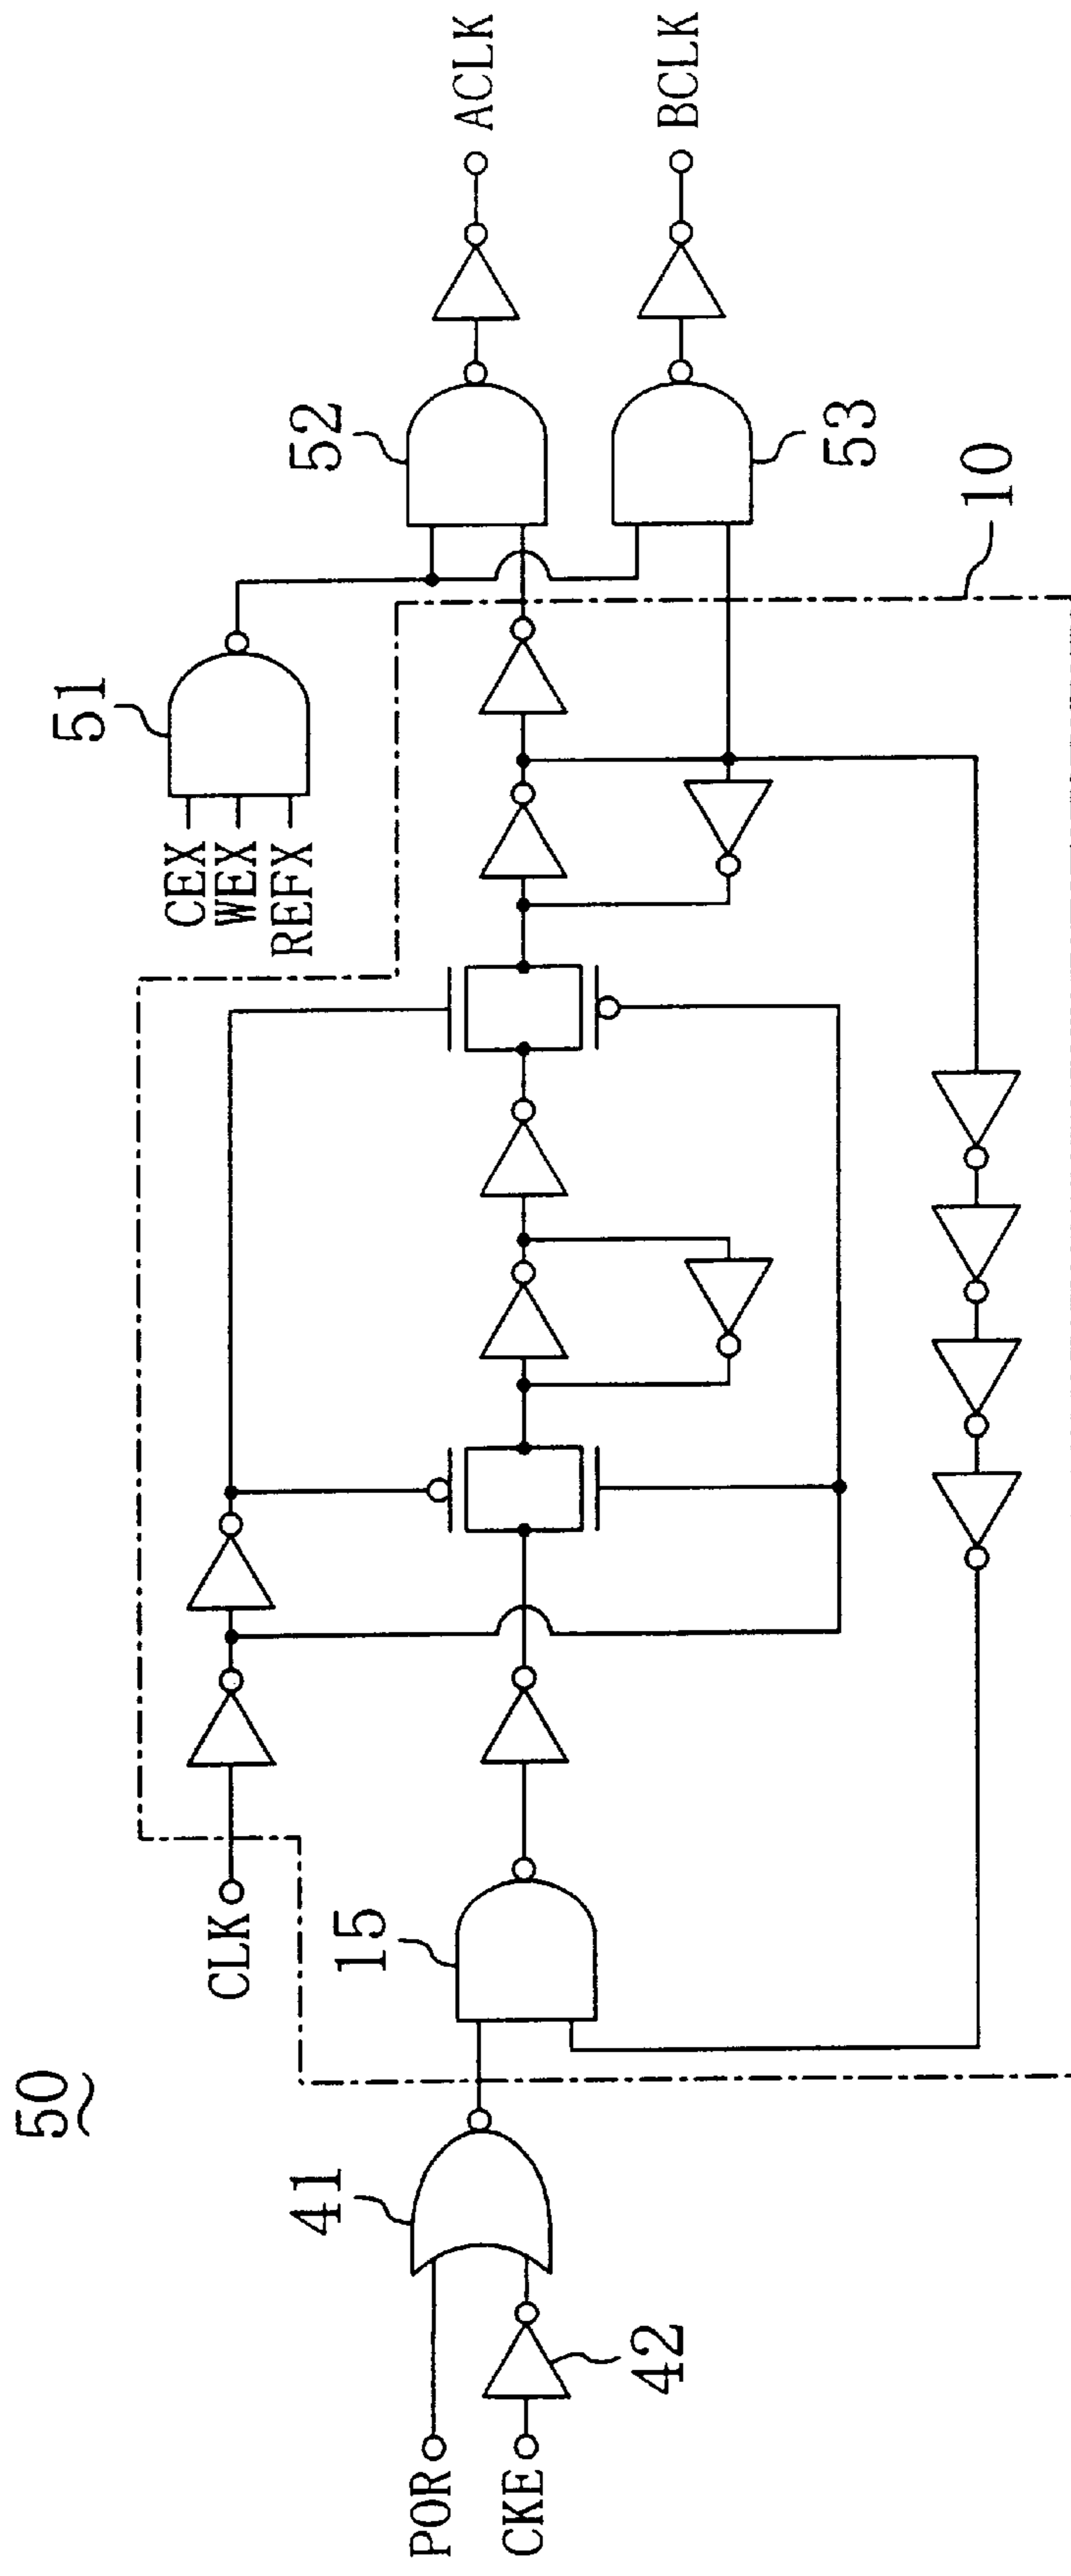 50
POR
CKE
41
42
CLK
15
51
CEX
WEX
REFX
52
53
10
ACLK
BCLK